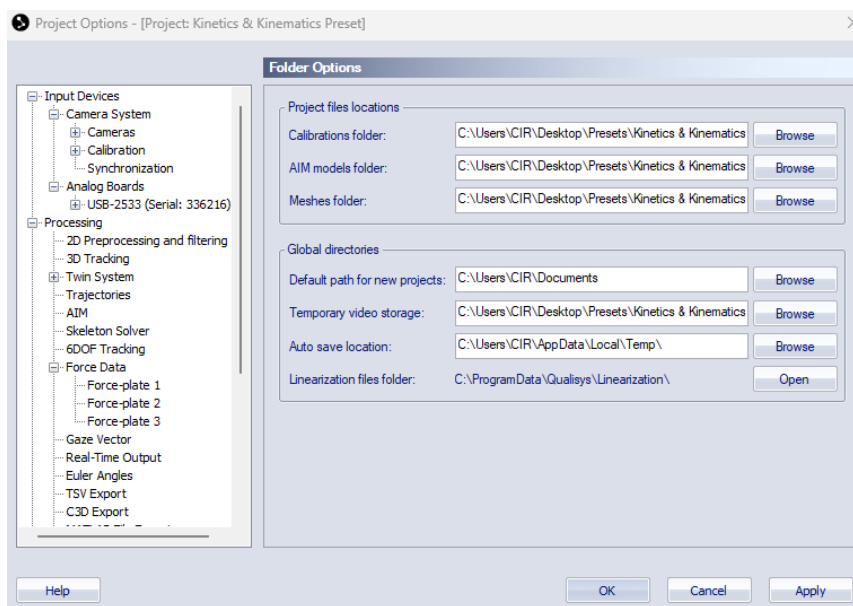 Project Options - [Project: Kinetics & Kinematics Preset]
Folder Options
Input Devices
Camera System
Cameras
Calibration
Synchronization
Analog Boards
USB-2533 (Serial: 336216)
Processing
2D Preprocessing and filtering
3D Tracking
Twin System
Trajectories
AIM
Skeleton Solver
6DOF Tracking
Force Data
Force-plate 1
Force-plate 2
Force-plate 3
Gaze Vector
Real-Time Output
Euler Angles
TSV Export
C3D Export
Project files locations
Calibrations folder: C:\Users\CIR\Desktop\Presets\Kinetics & Kinematics Browse
AIM models folder: C:\Users\CIR\Desktop\Presets\Kinetics & Kinematics Browse
Meshes folder: C:\Users\CIR\Desktop\Presets\Kinetics & Kinematics Browse
Global directories
Default path for new projects: C:\Users\CIR\Documents Browse
Temporary video storage: C:\Users\CIR\Desktop\Presets\Kinetics & Kinematics Browse
Auto save location: C:\Users\CIR\AppData\Local\Temp\ Browse
Linearization files folder: C:\ProgramData\Qualisys\Linearization\ Open
Help OK Cancel Apply